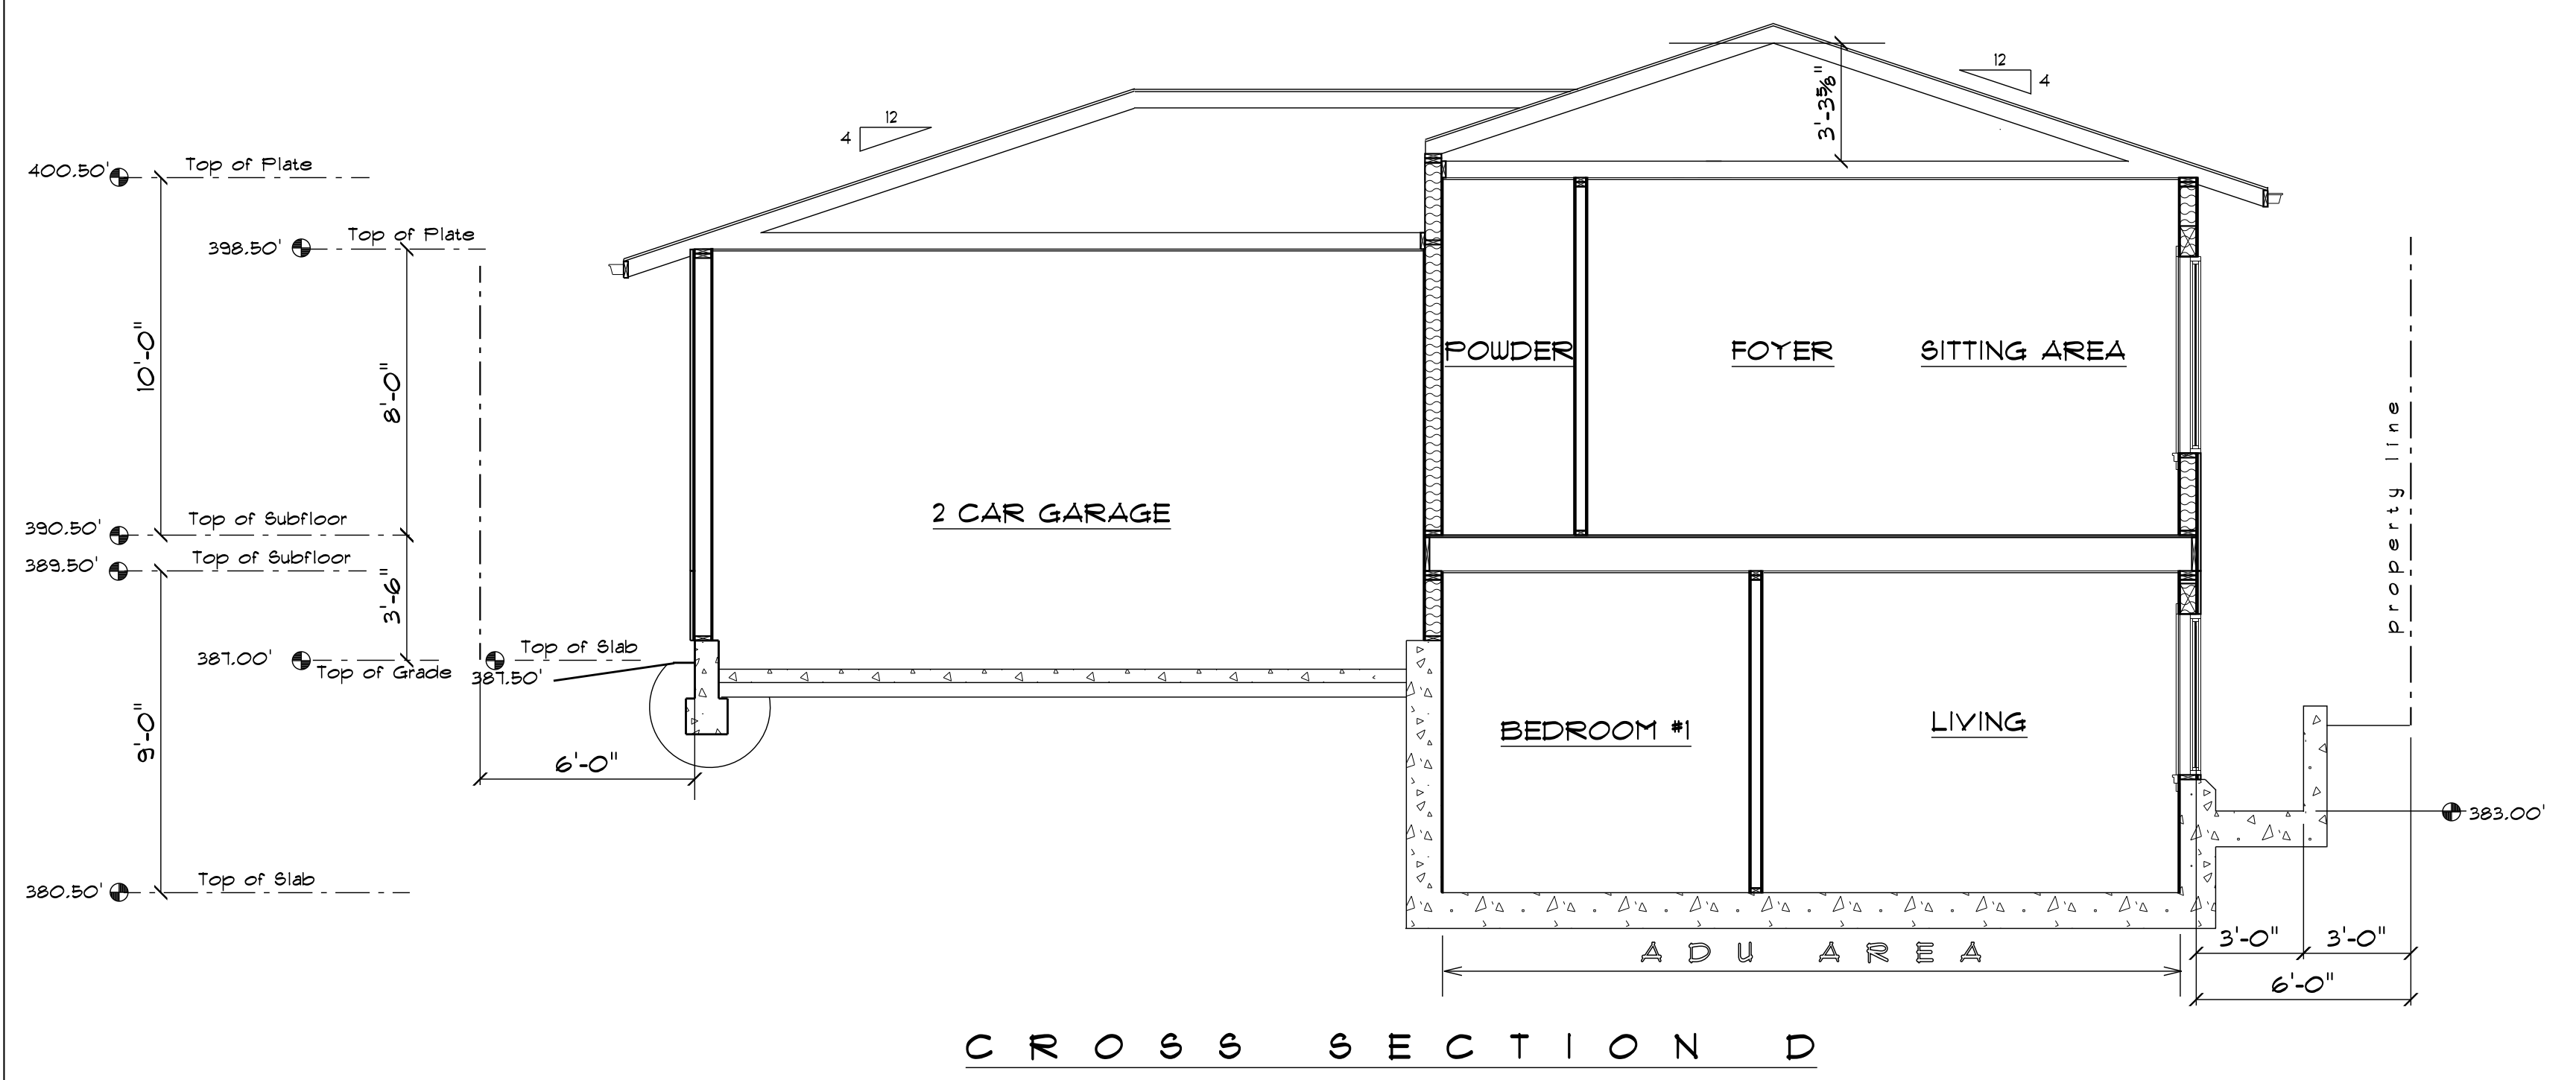 12
4
12
4
3'-3⅝"
400.50'
Top of Plate
398.50'
Top of Plate
10'-0"
8'-0"
POWDER
FOYER
SITTING AREA
property line
2 CAR GARAGE
390.50'
Top of Subfloor
389.50'
Top of Subfloor
3'-6"
387.00'
Top of Grade
Top of Slab
387.50'
9'-0"
6'-0"
BEDROOM #1
LIVING
383.00'
380.50'
Top of Slab
ADU AREA
3'-0"
3'-0"
6'-0"
CROSS SECTION D